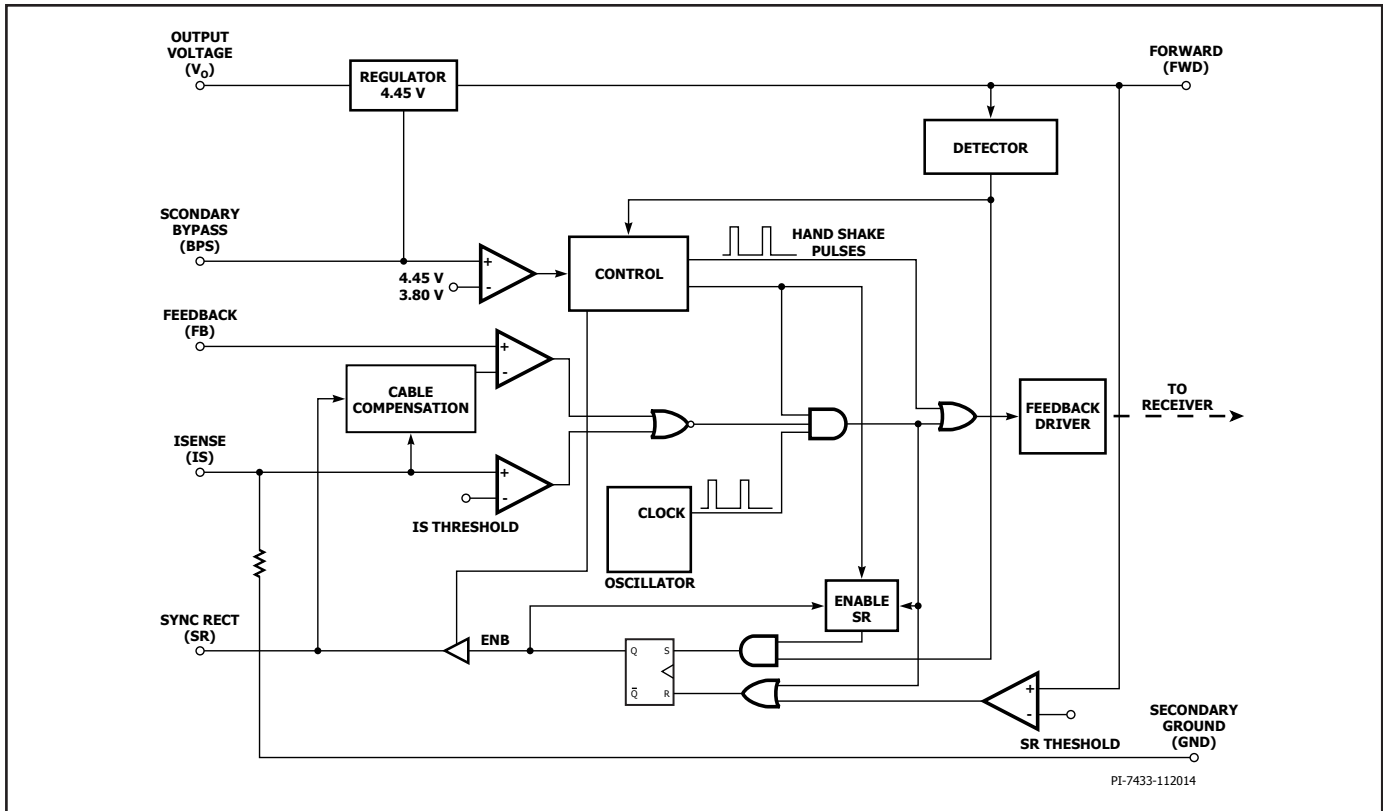 OUTPUT
VOLTAGE
(VO)
REGULATOR
4.45 V
FORWARD
(FWD)
DETECTOR
SCONDARY
BYPASS
(BPS)
+
-
4.45 V
3.80 V
CONTROL
HAND SHAKE
PULSES
FEEDBACK
(FB)
+
-
CABLE
COMPENSATION
FEEDBACK
DRIVER
TO
RECEIVER
ISENSE
(IS)
+
-
IS THRESHOLD
CLOCK
OSCILLATOR
ENABLE
SR
SYNC RECT
(SR)
ENB
Q
S
Q̅
R
+
-
SR THESHOLD
SECONDARY
GROUND
(GND)
PI-7433-112014